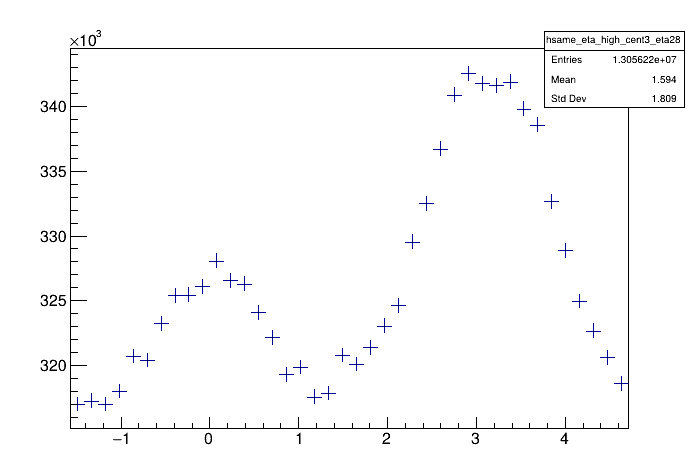 ×10³
hsame_eta_high_cent3_eta28
Entries 1.305622e+07
Mean 1.594
Std Dev 1.809
340
335
330
325
320
−1 0 1 2 3 4